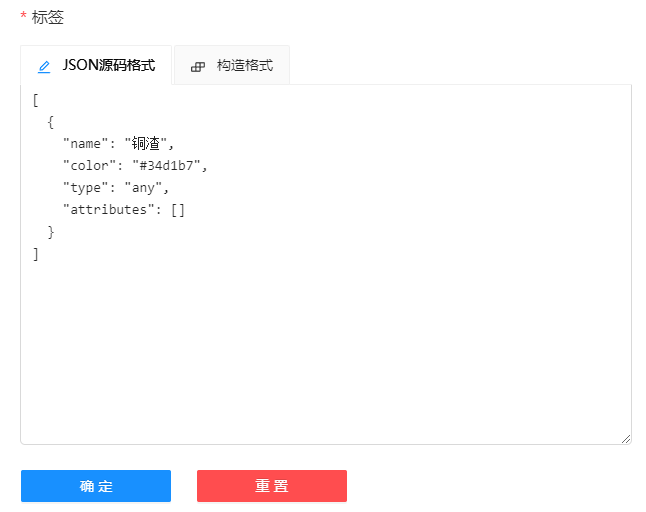 * 标签
JSON源码格式 构造格式
[
  {
    "name": "铜渣",
    "color": "#34d1b7",
    "type": "any",
    "attributes": []
  }
]
确 定 重 置